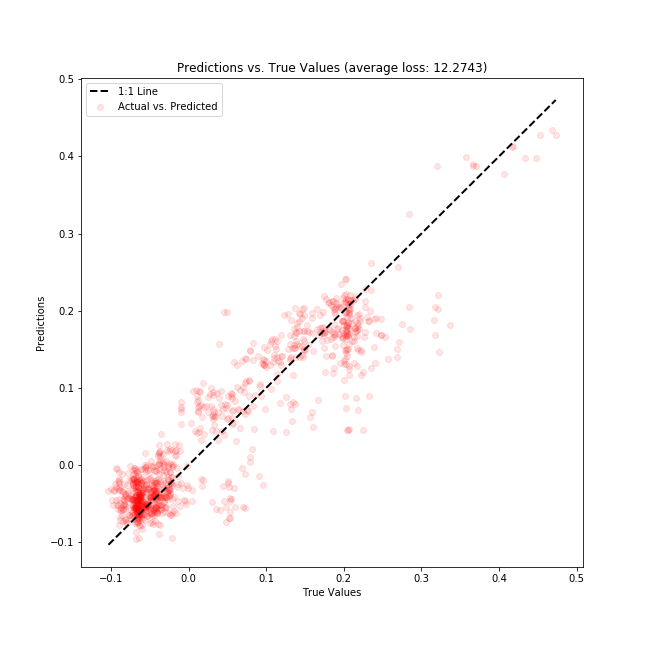 Predictions vs. True Values (average loss: 12.2743)
1:1 Line
Actual vs. Predicted
0.5
0.4
0.3
0.2
0.1
0.0
−0.1
Predictions
−0.1 0.0 0.1 0.2 0.3 0.4 0.5
True Values